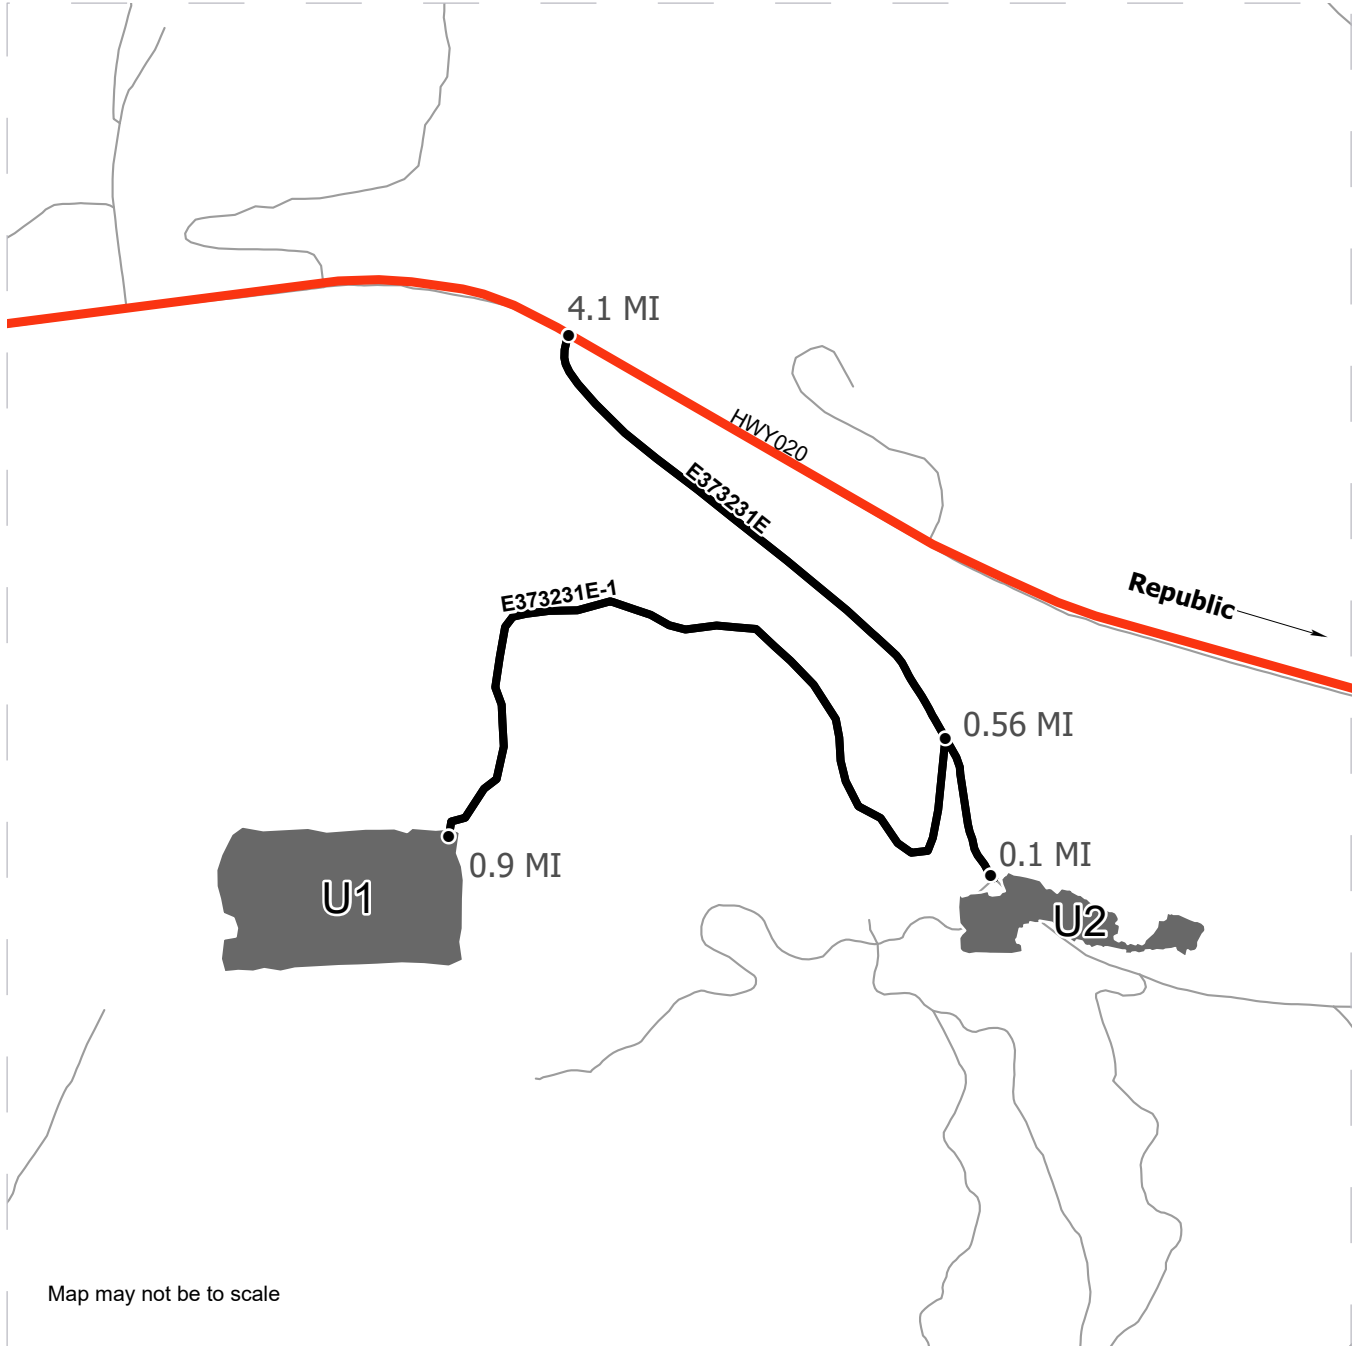 4.1 MI
HWY020
E373231E
Republic
E373231E-1
0.56 MI
0.1 MI
0.9 MI
U1
U2
Map may not be to scale